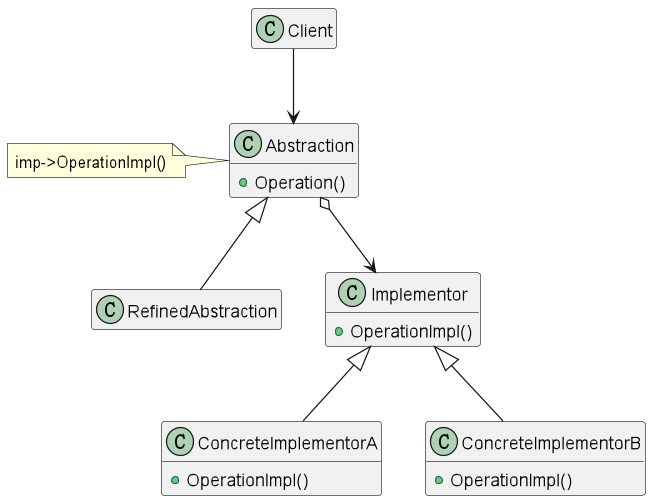 C Client
C Abstraction
imp->OperationImpl()
Operation()
C RefinedAbstraction
C Implementor
OperationImpl()
C ConcreteImplementorA
OperationImpl()
C ConcreteImplementorB
OperationImpl()